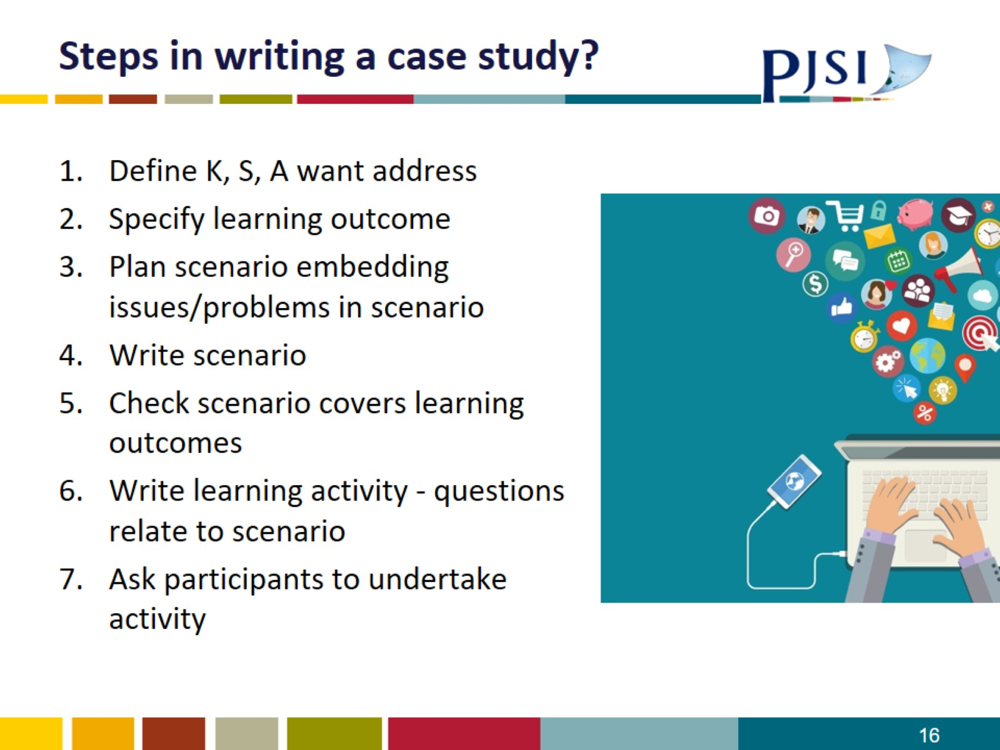 Steps in writing a case study?
PJSI
1. Define K, S, A want address
2. Specify learning outcome
3. Plan scenario embedding
issues/problems in scenario
4. Write scenario
5. Check scenario covers learning
outcomes
6. Write learning activity - questions
relate to scenario
7. Ask participants to undertake
activity
$
%
16